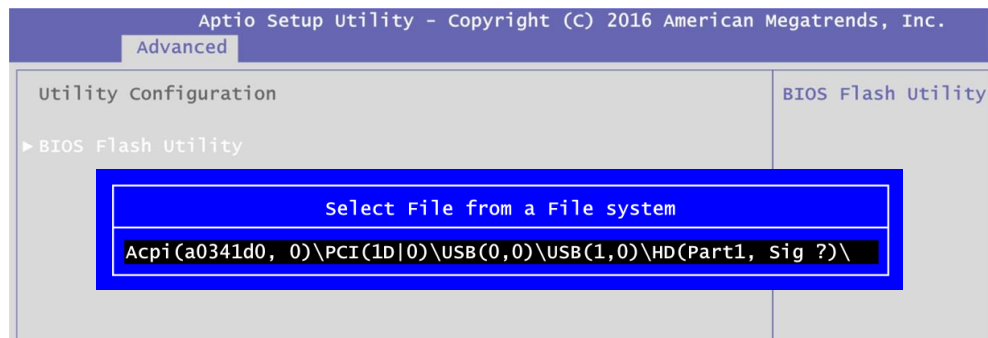 Aptio Setup Utility - Copyright (C) 2016 American Megatrends, Inc.
Advanced
Utility Configuration
BIOS Flash Utility
►BIOS Flash Utility
Select File from a File system
Acpi(a0341d0, 0)\PCI(1D|0)\USB(0,0)\USB(1,0)\HD(Part1, Sig ?)\